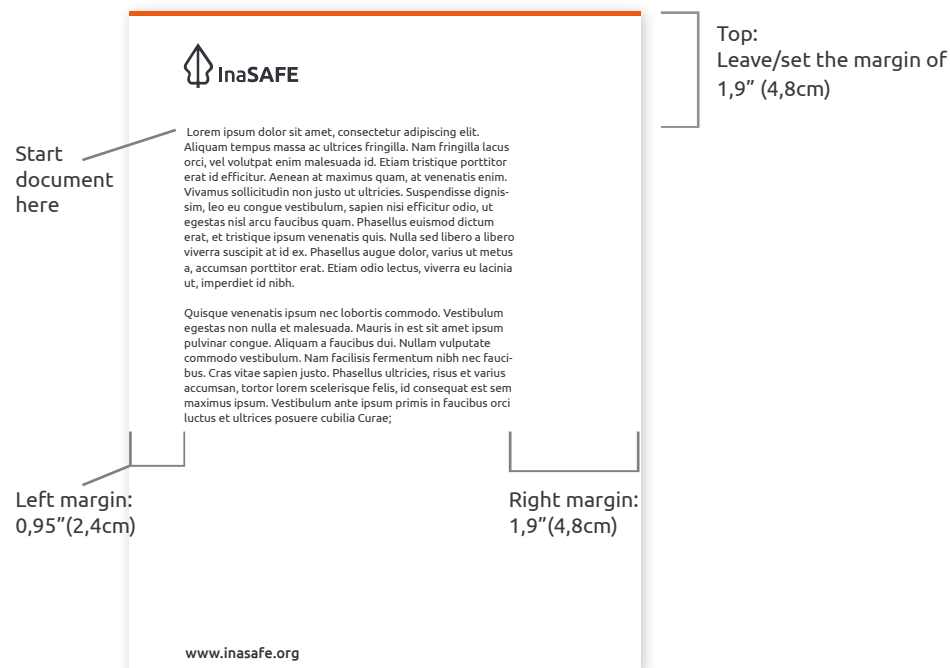 Top:
Leave/set the margin of
1,9” (4,8cm)
InaSAFE
Start
document
here
Lorem ipsum dolor sit amet, consectetur adipiscing elit.
Aliquam tempus massa ac ultrices fringilla. Nam fringilla lacus
orci, vel volutpat enim malesuada id. Etiam tristique porttitor
erat id efficitur. Aenean at maximus quam, at venenatis enim.
Vivamus sollicitudin non justo ut ultricies. Suspendisse dignis-
sim, leo eu congue vestibulum, sapien nisi efficitur odio, ut
egestas nisl arcu faucibus quam. Phasellus euismod dictum
erat, et tristique ipsum venenatis quis. Nulla sed libero a libero
viverra suscipit at id ex. Phasellus augue dolor, varius ut metus
a, accumsan porttitor erat. Etiam odio lectus, viverra eu lacinia
ut, imperdiet id nibh.
Quisque venenatis ipsum nec lobortis commodo. Vestibulum
egestas non nulla et malesuada. Mauris in est sit amet ipsum
pulvinar congue. Aliquam a faucibus dui. Nullam vulputate
commodo vestibulum. Nam facilisis fermentum nibh nec fauci-
bus. Cras vitae sapien justo. Phasellus ultricies, risus et varius
accumsan, tortor lorem scelerisque felis, id consequat est sem
maximus ipsum. Vestibulum ante ipsum primis in faucibus orci
luctus et ultrices posuere cubilia Curae;
Left margin:
0,95”(2,4cm)
Right margin:
1,9”(4,8cm)
www.inasafe.org